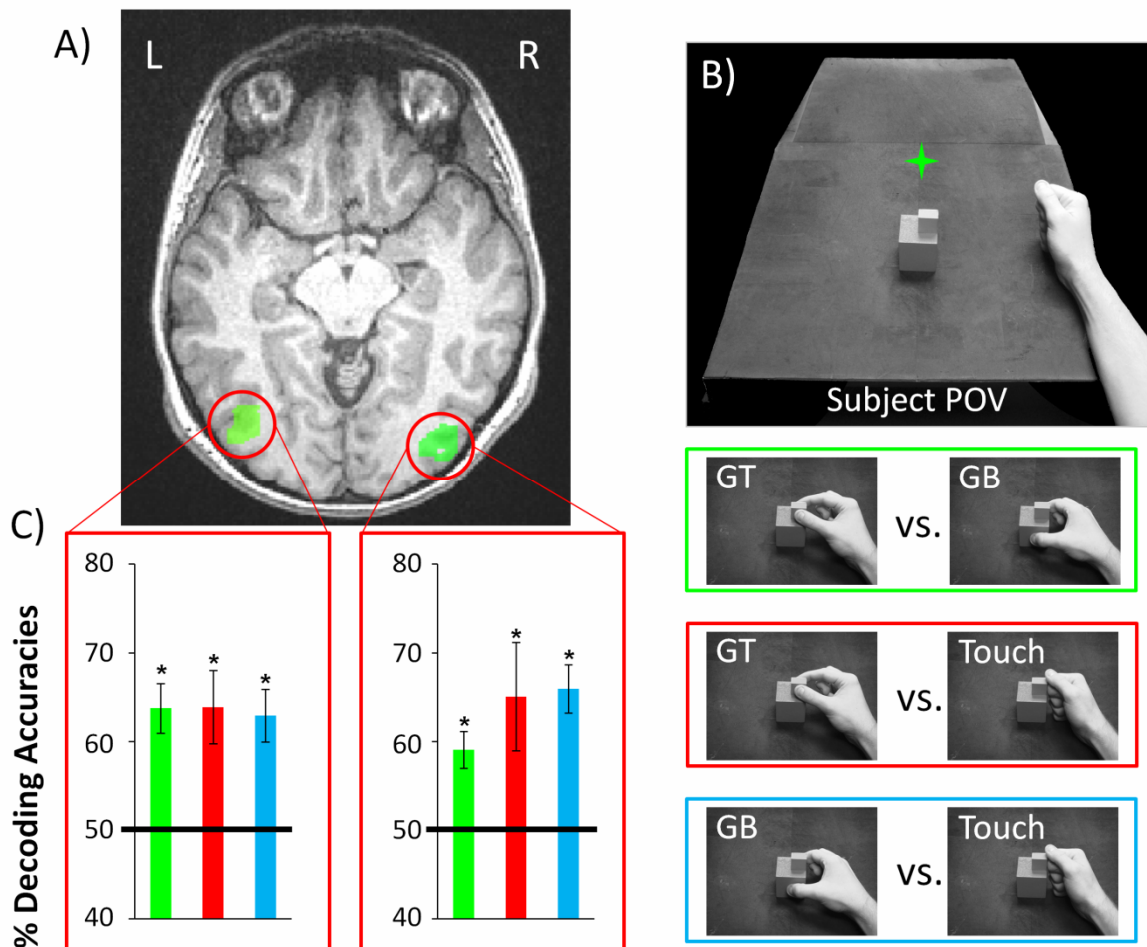 A)
L
R
B)
Subject POV
GT
vs.
GB
GT
vs.
Touch
GB
vs.
Touch
C)
% Decoding Accuracies
80
70
60
50
40
*
*
*
80
70
60
50
40
*
*
*